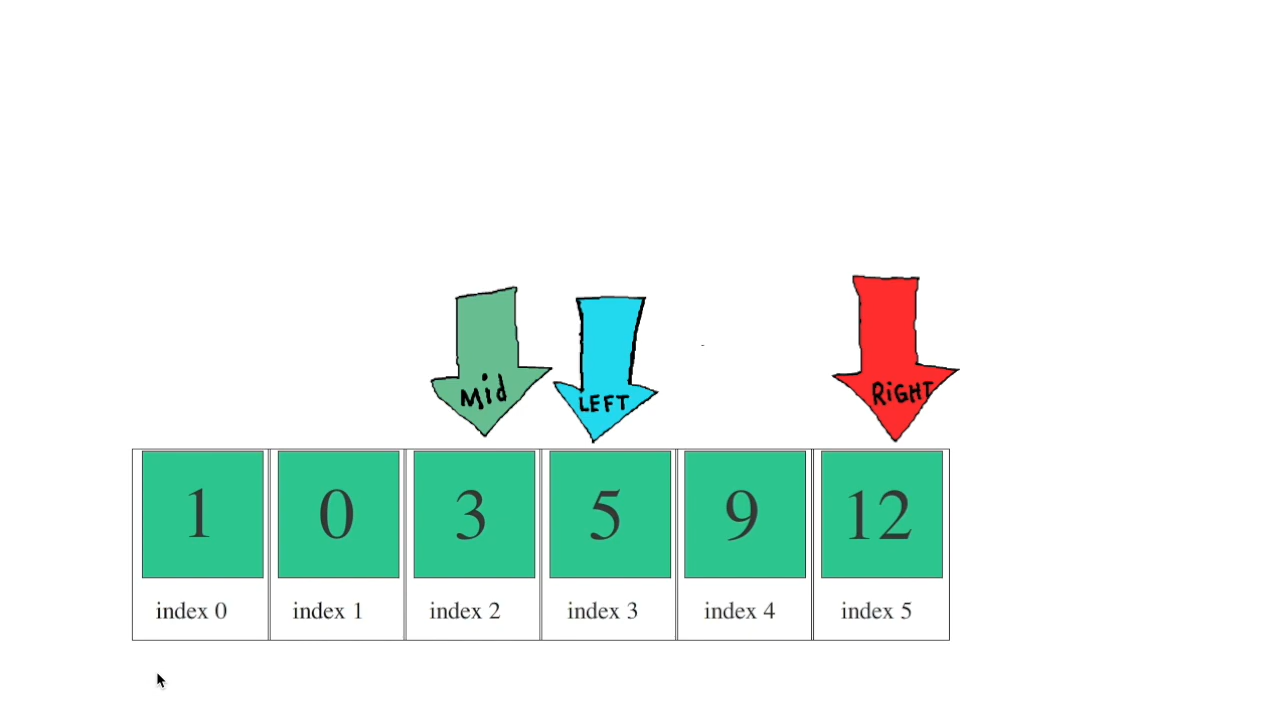 Mid
LEFT
RiGHT
1 0 3 5 9 12
index 0 index 1 index 2 index 3 index 4 index 5